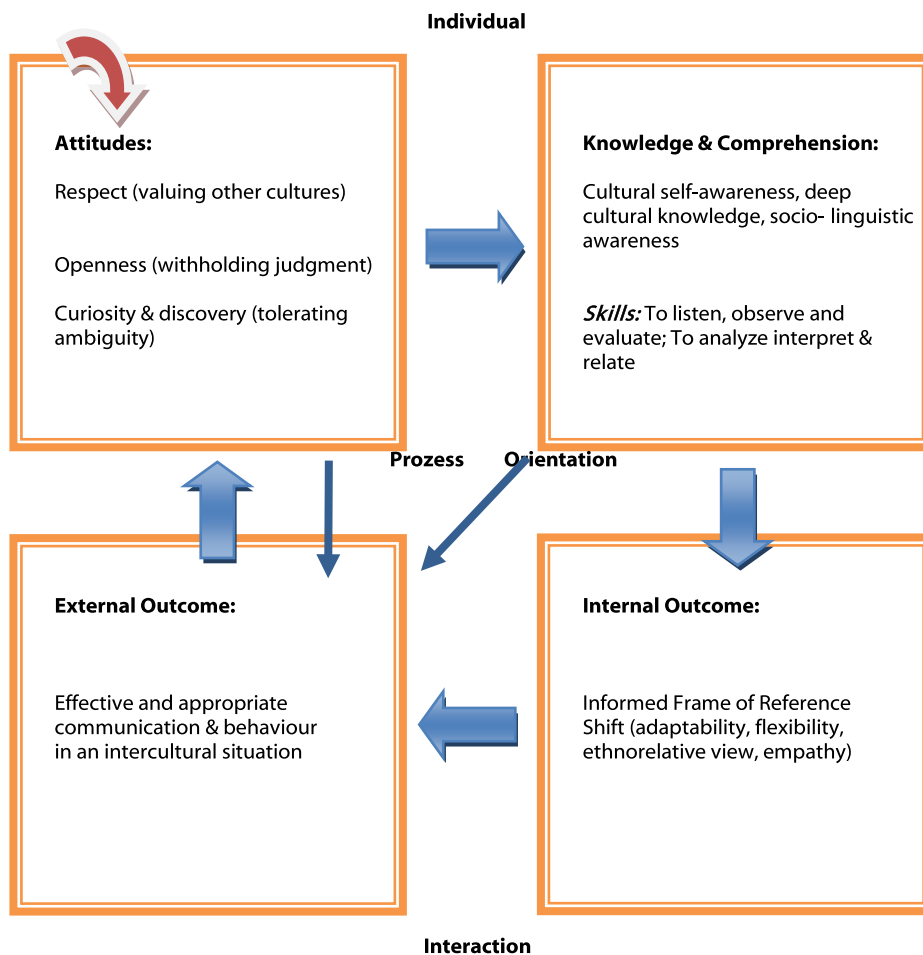 Individual
Attitudes:
Respect (valuing other cultures)
Openness (withholding judgment)
Curiosity & discovery (tolerating
ambiguity)
Knowledge & Comprehension:
Cultural self-awareness, deep
cultural knowledge, socio- linguistic
awareness
Skills: To listen, observe and
evaluate; To analyze interpret &
relate
Prozess Orientation
External Outcome:
Effective and appropriate
communication & behaviour
in an intercultural situation
Internal Outcome:
Informed Frame of Reference
Shift (adaptability, flexibility,
ethnorelative view, empathy)
Interaction